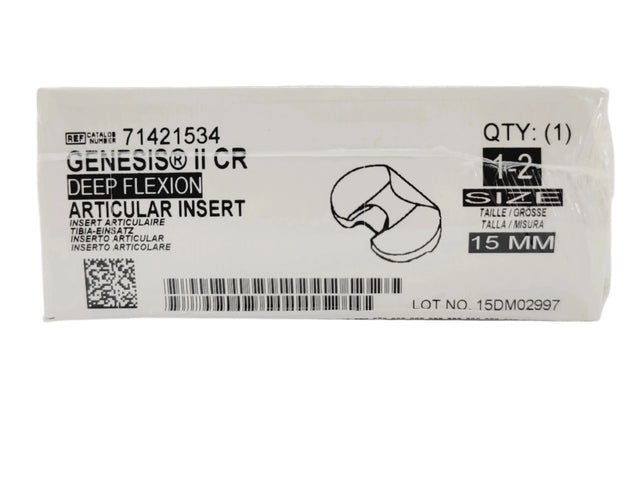 REF CATALOG NUMBER 71421534
GENESIS® II CR
DEEP FLEXION
ARTICULAR INSERT
INSERT ARTICULAIRE
TIBIA-EINSATZ
INSERTO ARTICULAR
INSERTO ARTICOLARE
QTY: (1)
1-2
SIZE
TAILLE / GRÖSSE
TALLA / MISURA
15 MM
LOT NO. 15DM02997